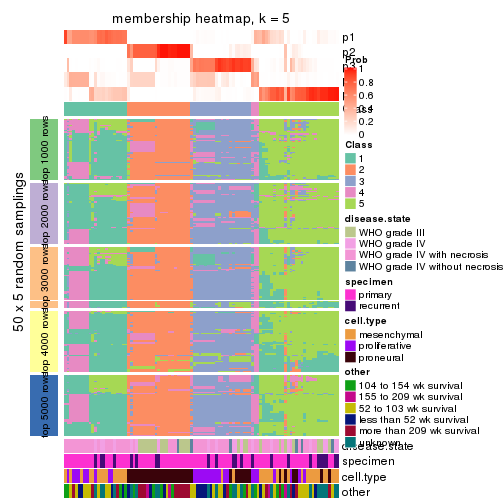 membership heatmap, k = 5
p1
p2
p3
Prob
1
0.8
0.6
0.4
0.2
0
Class
Class
1
2
3
4
5
disease.state
WHO grade III
WHO grade IV
WHO grade IV with necrosis
WHO grade IV without necrosis
specimen
primary
recurrent
cell.type
mesenchymal
proliferative
proneural
other
104 to 154 wk survival
155 to 209 wk survival
52 to 103 wk survival
less than 52 wk survival
more than 209 wk survival
unknown
50 x 5 random samplings
top 1000 rows
top 2000 rows
top 3000 rows
top 4000 rows
top 5000 rows
disease.state
specimen
cell.type
other